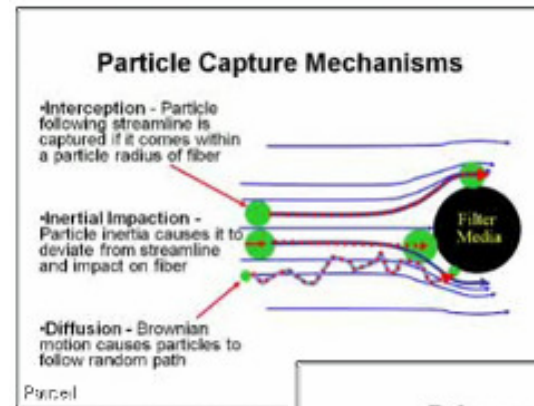 Particle Capture Mechanisms
•Interception - Particle
following streamline is
captured if it comes within
a particle radius of fiber
•Inertial Impaction -
Particle inertia causes it to
deviate from streamline
and impact on fiber
Filter
Media
•Diffusion - Brownian
motion causes particles to
follow random path